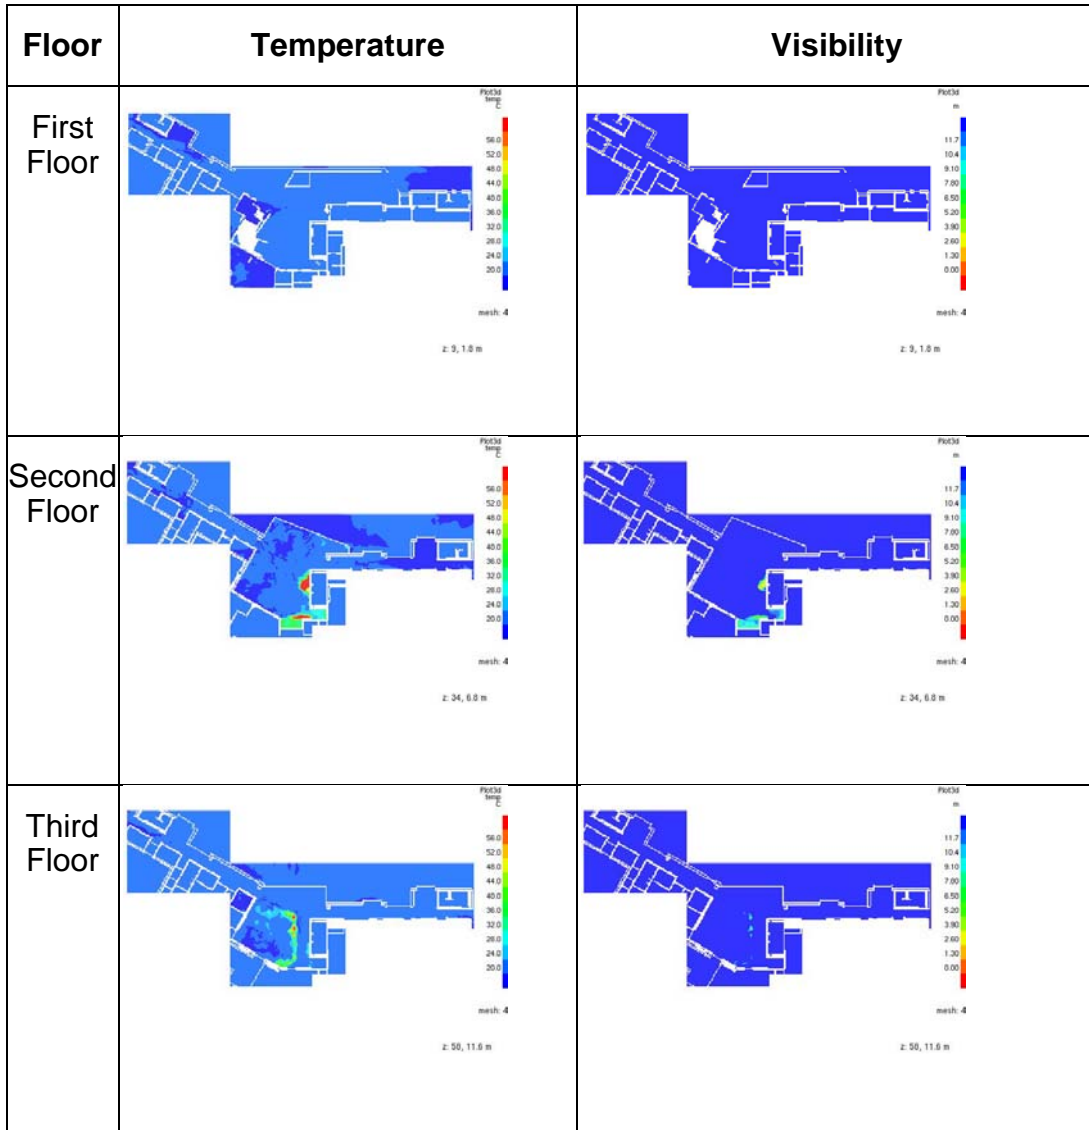 Floor
Temperature
Visibility
First
Floor
Plot3d
temp
C
56.0
52.0
48.0
44.0
40.0
36.0
32.0
28.0
24.0
20.0
mesh: 4
z: 9, 1.8 m
Plot3d
m
11.7
10.4
9.10
7.80
6.50
5.20
3.90
2.60
1.30
0.00
mesh: 4
z: 9, 1.8 m
Second
Floor
Plot3d
temp
C
56.0
52.0
48.0
44.0
40.0
36.0
32.0
28.0
24.0
20.0
mesh: 4
z: 34, 6.8 m
Plot3d
m
11.7
10.4
9.10
7.80
6.50
5.20
3.90
2.60
1.30
0.00
mesh: 4
z: 34, 6.8 m
Third
Floor
Plot3d
temp
C
56.0
52.0
48.0
44.0
40.0
36.0
32.0
28.0
24.0
20.0
mesh: 4
z: 58, 11.6 m
Plot3d
m
11.7
10.4
9.10
7.80
6.50
5.20
3.90
2.60
1.30
0.00
mesh: 4
z: 58, 11.6 m